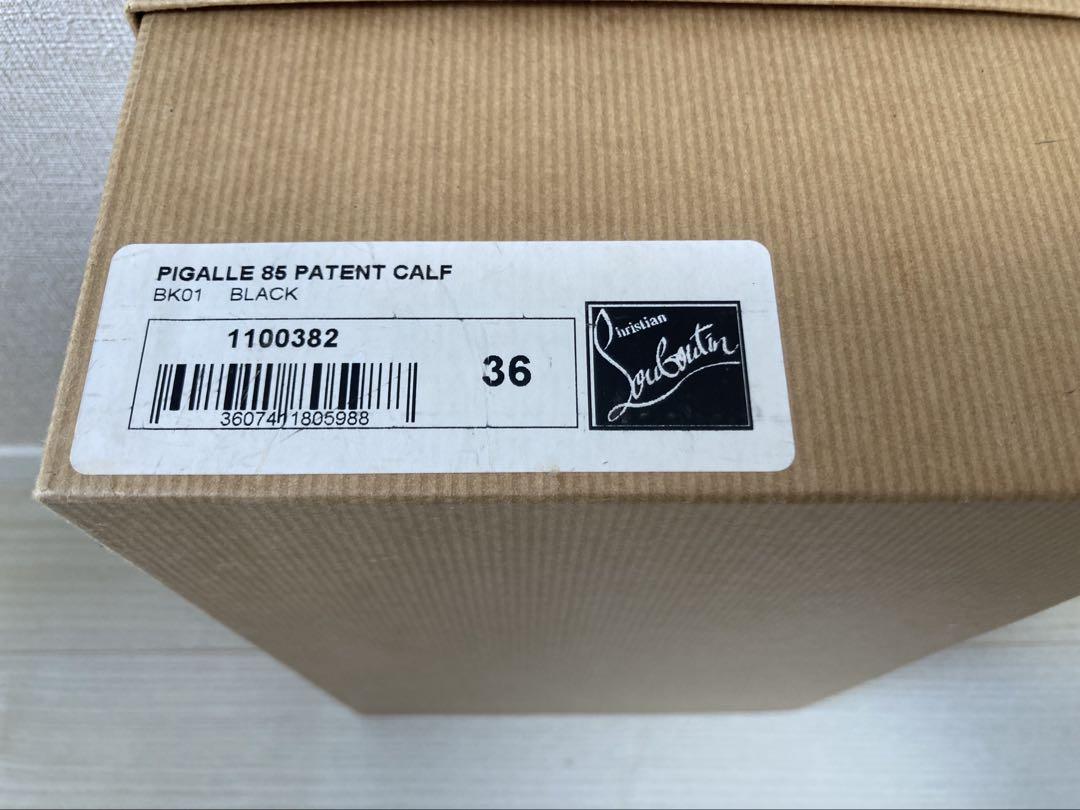 PIGALLE 85 PATENT CALF
BK01 BLACK
1100382
36
3607411805988
Christian
Louboutin